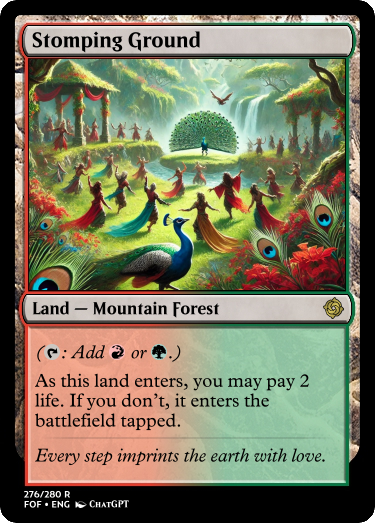 Stomping Ground
Land — Mountain Forest
(: Add or .)
As this land enters, you may pay 2
life. If you don't, it enters the
battlefield tapped.
Every step imprints the earth with love.
276/280 R
FOF • ENG ChatGPT